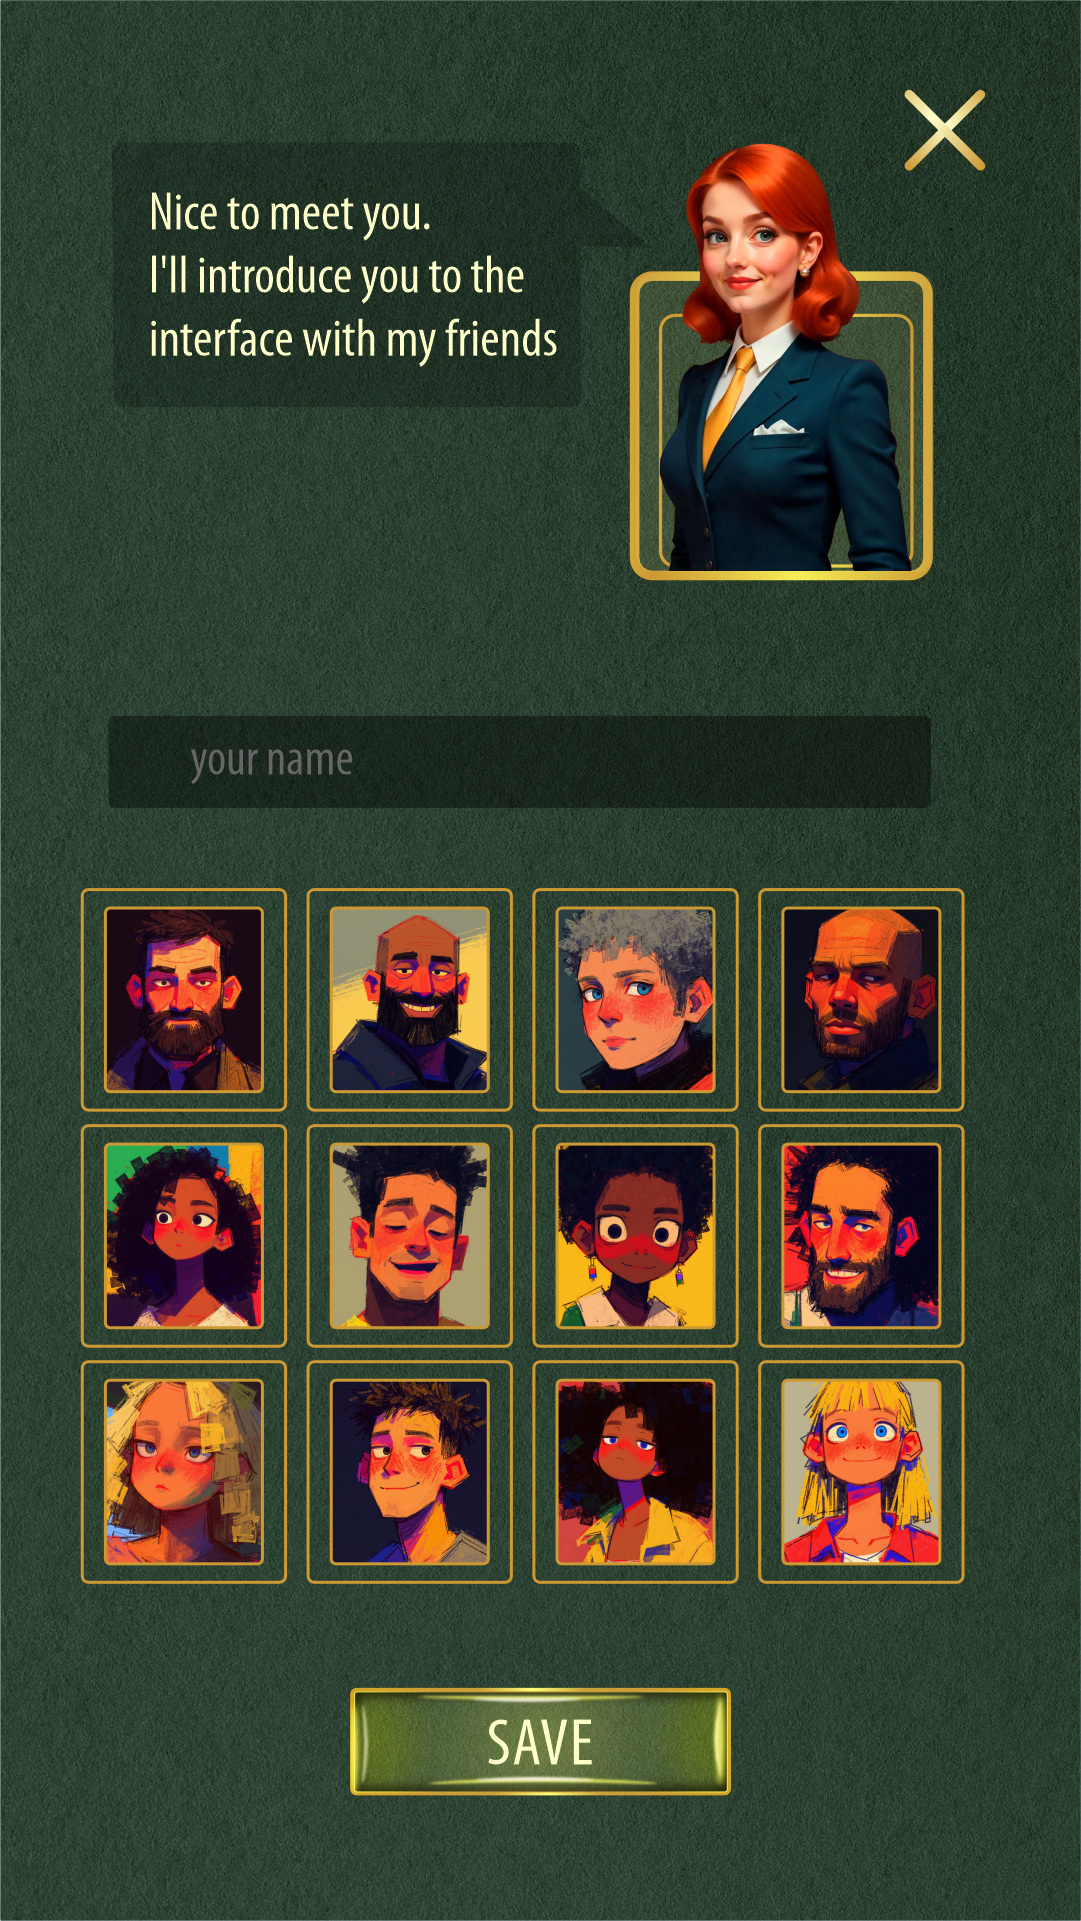 Nice to meet you.
I'll introduce you to the
interface with my friends
your name
SAVE